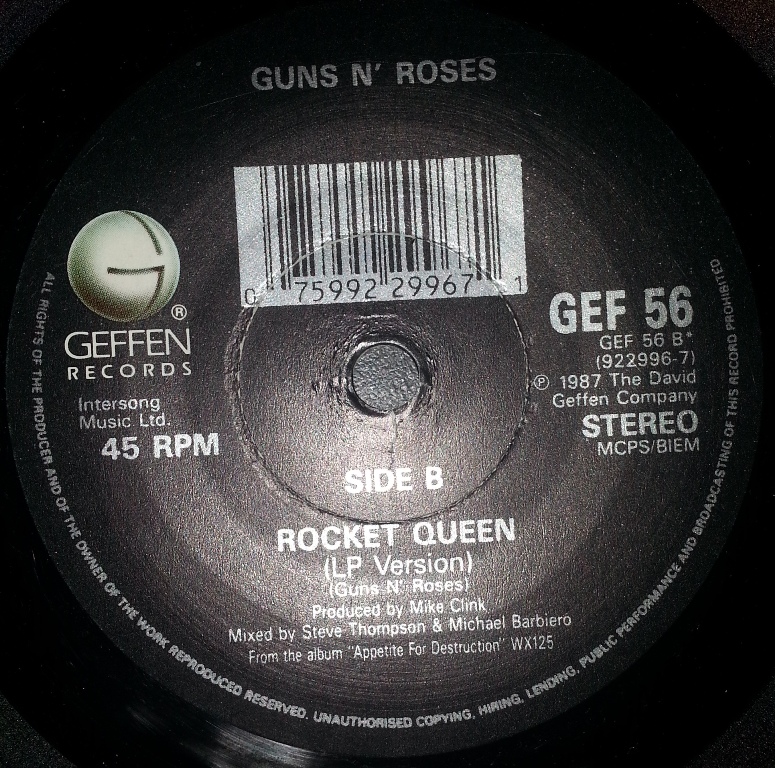 GUNS N' ROSES
0 75992 29967 1
G
®
GEFFEN
RECORDS
Intersong
Music Ltd.
45 RPM
GEF 56
GEF 56 B*
(922996-7)
℗ 1987 The David
Geffen Company
STEREO
MCPS/BIEM
SIDE B
ROCKET QUEEN
(LP Version)
(Guns N' Roses)
Produced by Mike Clink
Mixed by Steve Thompson & Michael Barbiero
From the album "Appetite For Destruction" WX125
ALL RIGHTS OF THE PRODUCER AND OF THE OWNER OF THE WORK REPRODUCED RESERVED. UNAUTHORISED COPYING, HIRING, LENDING, PUBLIC PERFORMANCE AND BROADCASTING OF THIS RECORD PROHIBITED